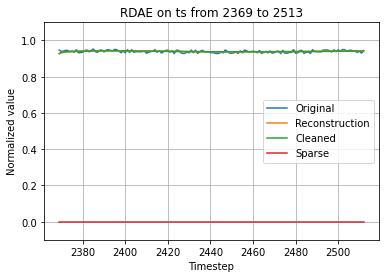 RDAE on ts from 2369 to 2513
Normalized value
1.0
0.8
0.6
0.4
0.2
0.0
Original
Reconstruction
Cleaned
Sparse
2380 2400 2420 2440 2460 2480 2500
Timestep